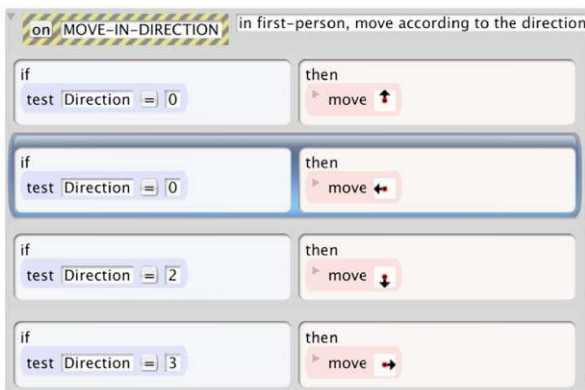 on MOVE-IN-DIRECTION in first-person, move according to the direction
if then
test Direction = 0 move
if then
test Direction = 0 move
if then
test Direction = 2 move
if then
test Direction = 3 move